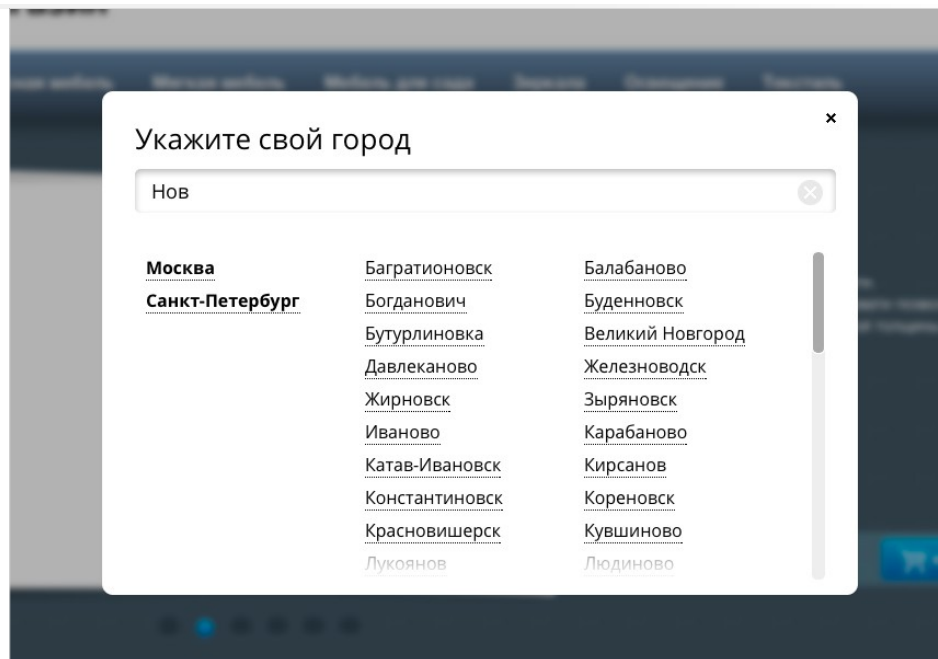 Укажите свой город
Нов
Москва
Санкт-Петербург
Багратионовск
Богданович
Бутурлиновка
Давлеканово
Жирновск
Иваново
Катав-Ивановск
Константиновск
Красновишерск
Лукоянов
Балабаново
Буденновск
Великий Новгород
Железноводск
Зыряновск
Карабаново
Кирсанов
Кореновск
Кувшиново
Людиново